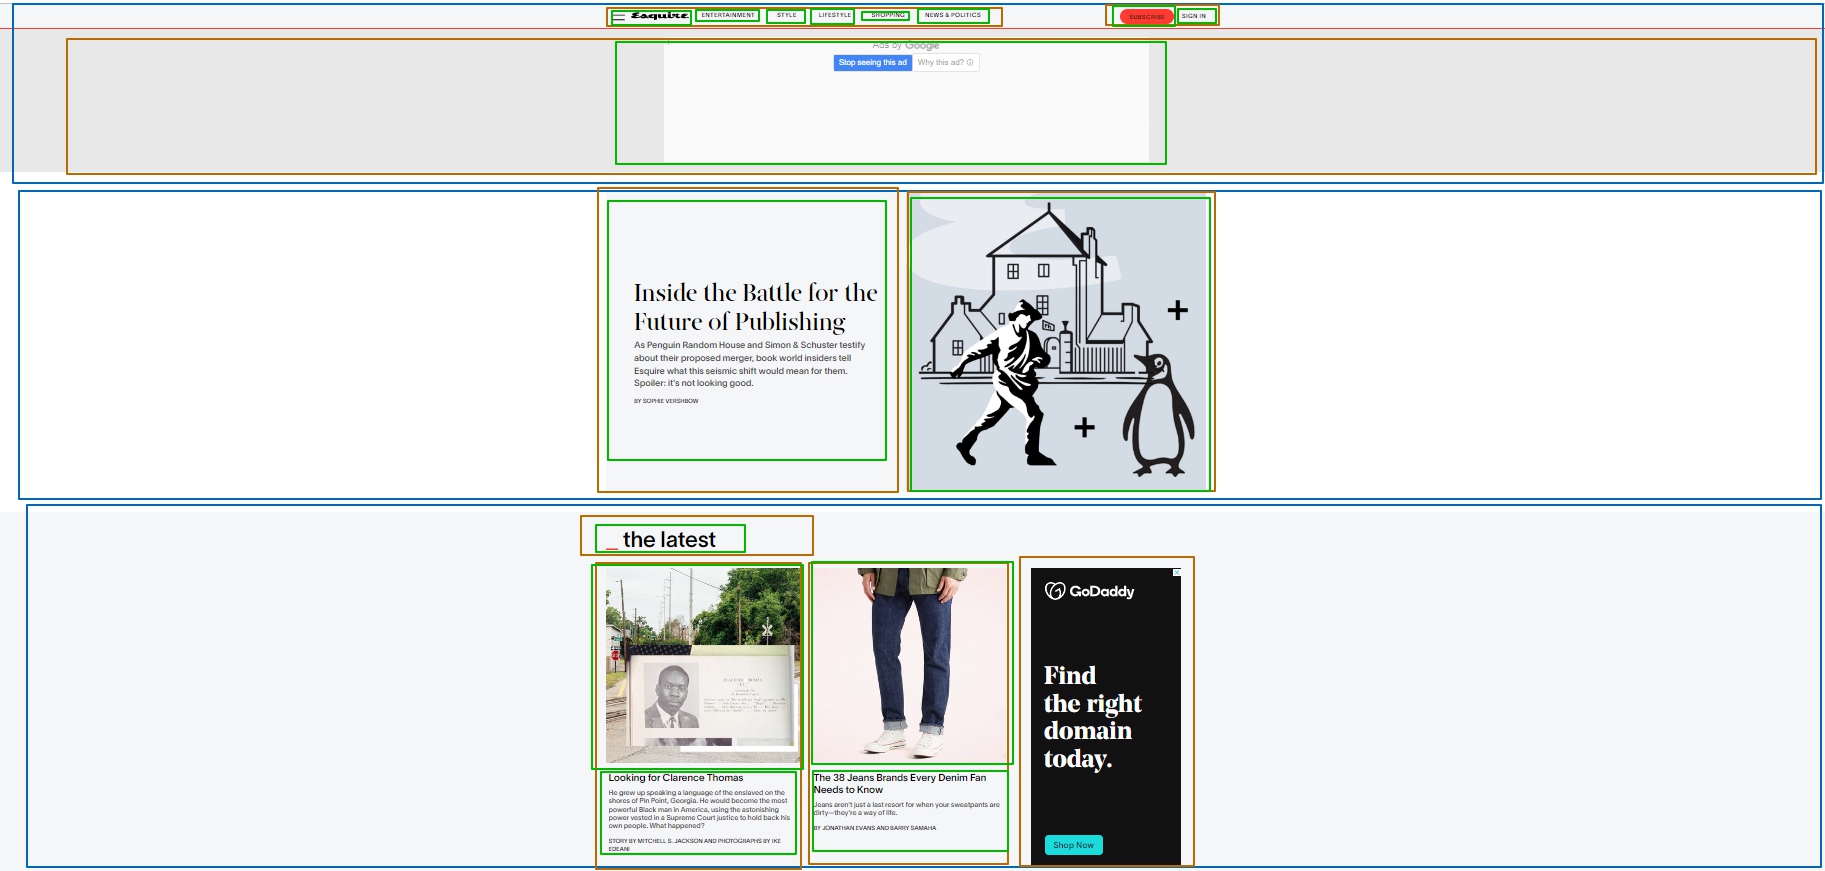 Esquire ENTERTAINMENT STYLE LIFESTYLE SHOPPING NEWS & POLITICS SUBSCRIBE SIGN IN
Ads by Google
Stop seeing this ad Why this ad?
Inside the Battle for the
Future of Publishing
As Penguin Random House and Simon & Schuster testify
about their proposed merger, book world insiders tell
Esquire what this seismic shift would mean for them.
Spoiler: it's not looking good.
BY SOPHIE VERSHBOW
_ the latest
Looking for Clarence Thomas
He grew up speaking a language of the enslaved on the
shores of Pin Point, Georgia. He would become the most
powerful Black man in America, using the astonishing
power vested in a Supreme Court justice to hold back his
own people. What happened?
STORY BY MITCHELL S. JACKSON AND PHOTOGRAPHS BY IKE
EDEANI
The 38 Jeans Brands Every Denim Fan
Needs to Know
Jeans aren't just a last resort for when your sweatpants are
dirty—they're a way of life.
BY JONATHAN EVANS AND BARRY SAMAHA
GoDaddy
Find
the right
domain
today.
Shop Now